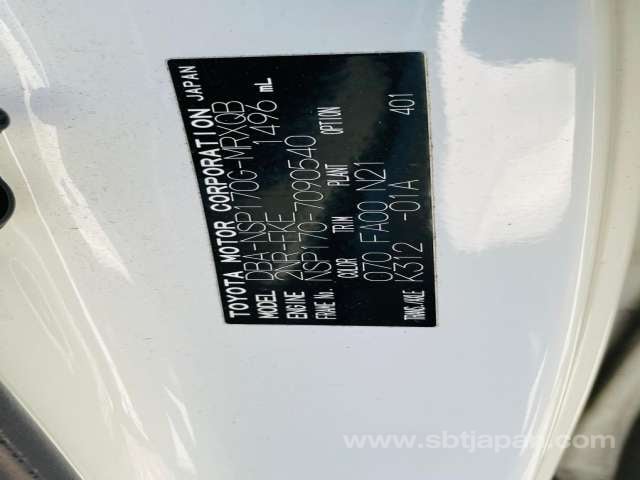 TOYOTA MOTOR CORPORATION JAPAN
MODEL DBA-NSP170G-MRXQB
ENGINE 2NR-FKE 1496 mL
FRAME No. NSP170-7090540
COLOR TRIM PLANT OPTION
070 FA00 N21 401
TRANS./AXLE K312 -01A
www.sbtjapan.com